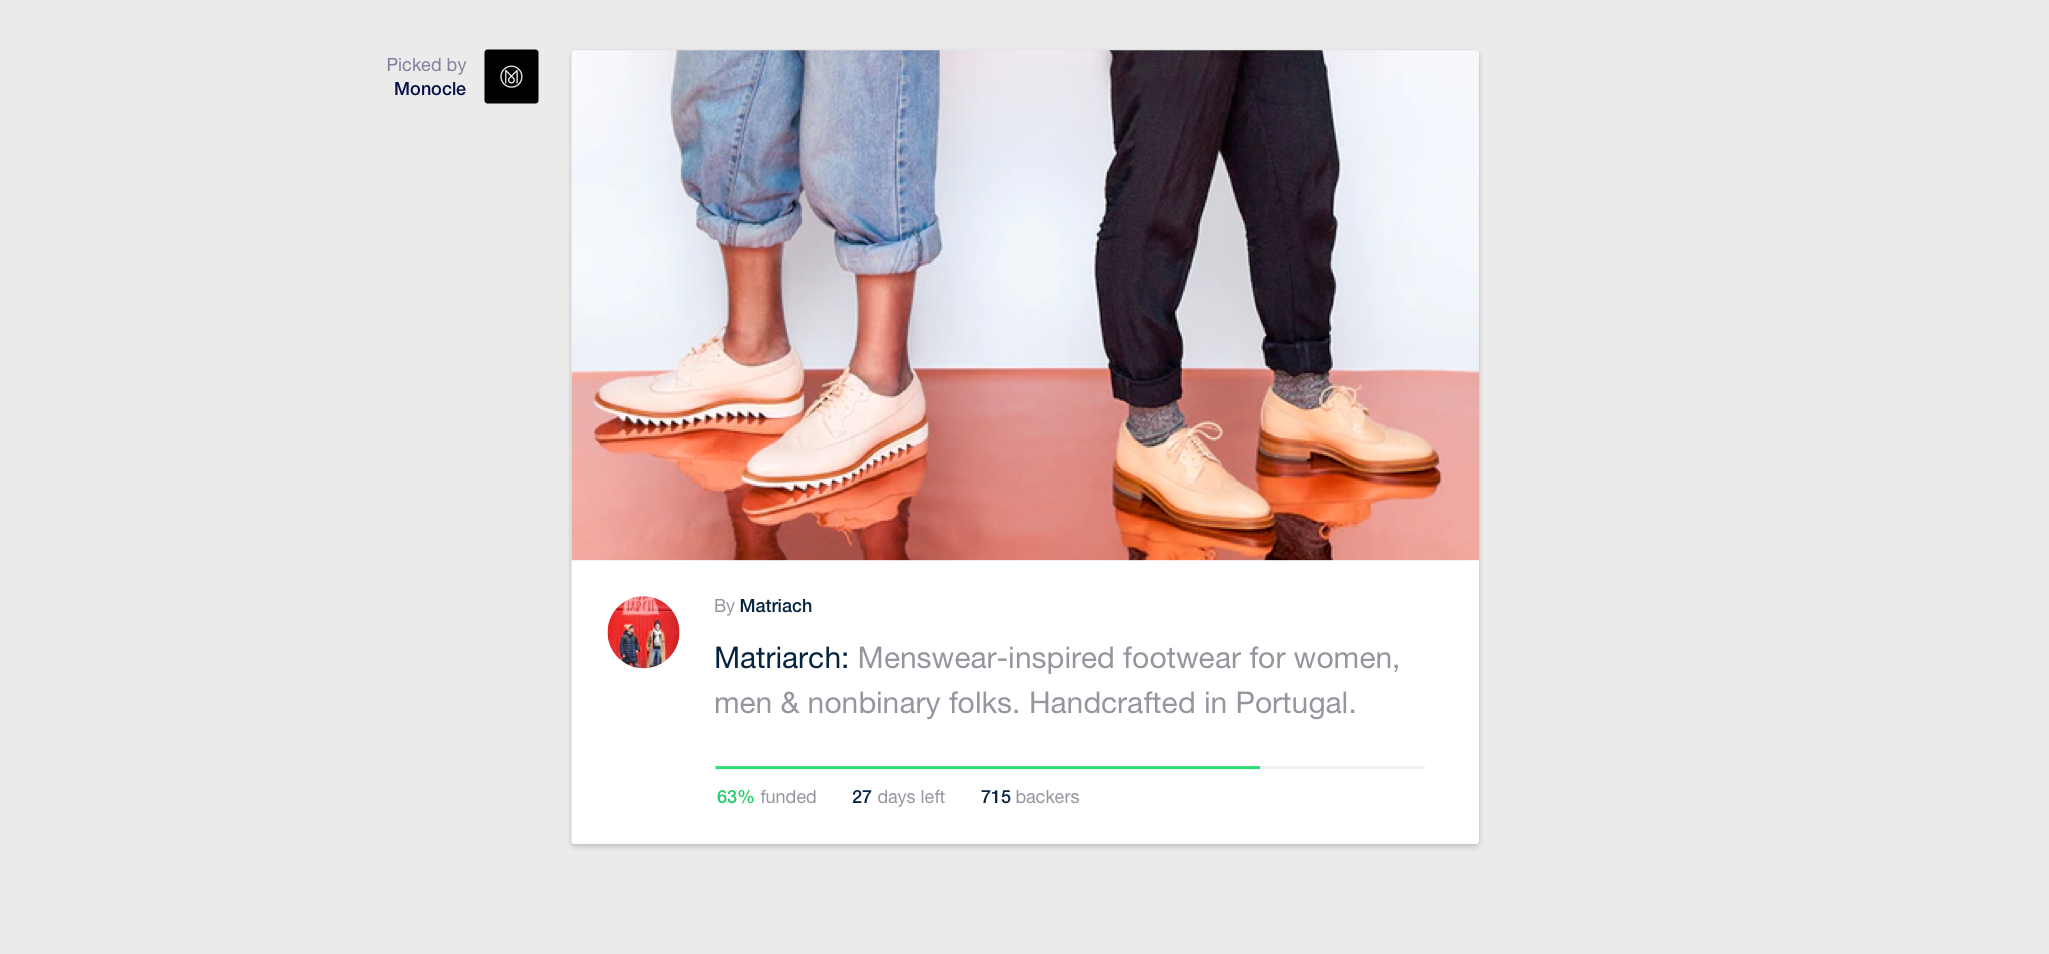 Picked by
Monocle
By Matriach
Matriarch: Menswear-inspired footwear for women,
men & nonbinary folks. Handcrafted in Portugal.
63% funded 27 days left 715 backers